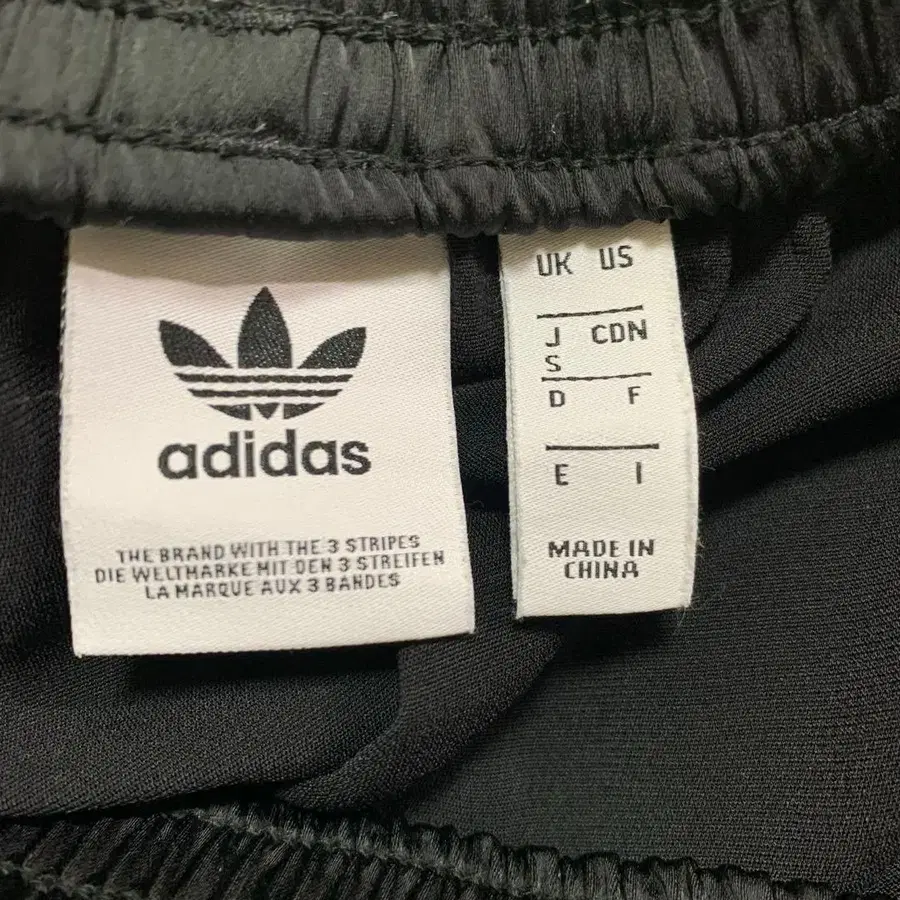 adidas
THE BRAND WITH THE 3 STRIPES
DIE WELTMARKE MIT DEN 3 STREIFEN
LA MARQUE AUX 3 BANDES
UK US
J CDN
S
D F
E I
MADE IN
CHINA